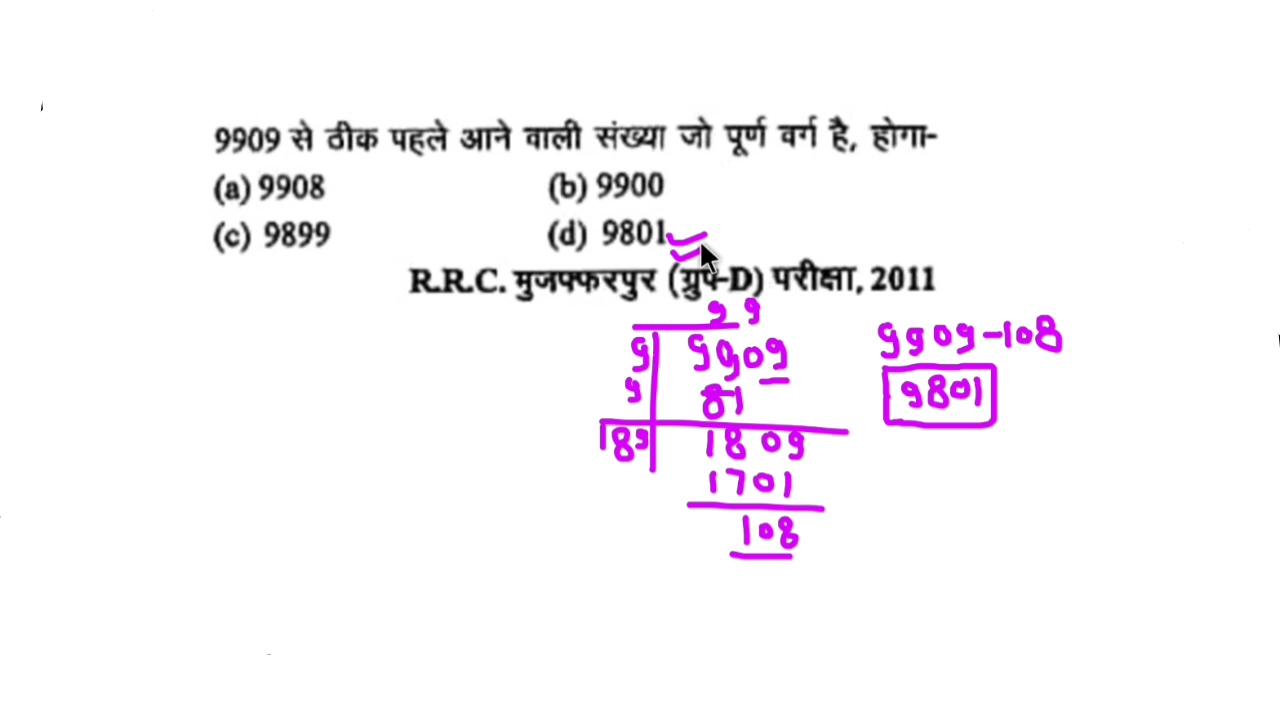 9909 से ठीक पहले आने वाली संख्या जो पूर्ण वर्ग है, होगा-
(a) 9908 (b) 9900
(c) 9899 (d) 9801
R.R.C. मुजफ्फरपुर (ग्रुप-D) परीक्षा, 2011
99
9 9909 9909-108
9 81 9801
189 1809
1701
108